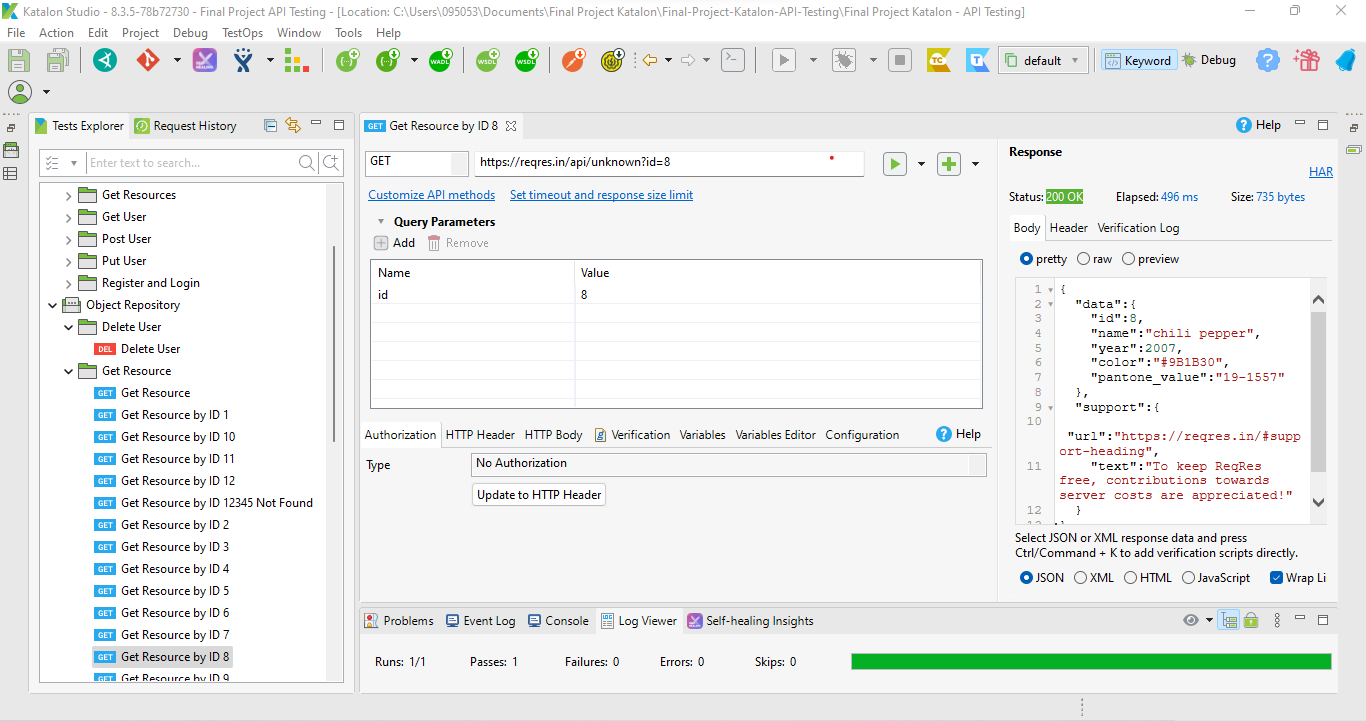 Katalon Studio - 8.3.5-78b72730 - Final Project API Testing - [Location: C:\Users\095053\Documents\Final Project Katalon\Final-Project-Katalon-API-Testing\Final Project Katalon - API Testing]
File Action Edit Project Debug TestOps Window Tools Help
default Keyword Debug
Tests Explorer Request History
Enter text to search...
Get Resources
Get User
Post User
Put User
Register and Login
Object Repository
Delete User
DEL Delete User
Get Resource
GET Get Resource
GET Get Resource by ID 1
GET Get Resource by ID 10
GET Get Resource by ID 11
GET Get Resource by ID 12
GET Get Resource by ID 12345 Not Found
GET Get Resource by ID 2
GET Get Resource by ID 3
GET Get Resource by ID 4
GET Get Resource by ID 5
GET Get Resource by ID 6
GET Get Resource by ID 7
GET Get Resource by ID 8
GET Get Resource by ID 9
GET Get Resource by ID 8
Help
GET https://reqres.in/api/unknown?id=8
Customize API methods Set timeout and response size limit
Query Parameters
Add Remove
Name Value
id 8
Authorization HTTP Header HTTP Body Verification Variables Variables Editor Configuration Help
Type No Authorization
Update to HTTP Header
Response
HAR
Status: 200 OK Elapsed: 496 ms Size: 735 bytes
Body Header Verification Log
pretty raw preview
1 {
2 "data":{
3 "id":8,
4 "name":"chili pepper",
5 "year":2007,
6 "color":"#9B1B30",
7 "pantone_value":"19-1557"
8 },
9 "support":{
10
"url":"https://reqres.in/#supp
ort-heading",
11 "text":"To keep ReqRes
free, contributions towards
server costs are appreciated!"
12 }
13 }
Select JSON or XML response data and press
Ctrl/Command + K to add verification scripts directly.
JSON XML HTML JavaScript Wrap Li
Problems Event Log Console Log Viewer Self-healing Insights
Runs: 1/1 Passes: 1 Failures: 0 Errors: 0 Skips: 0